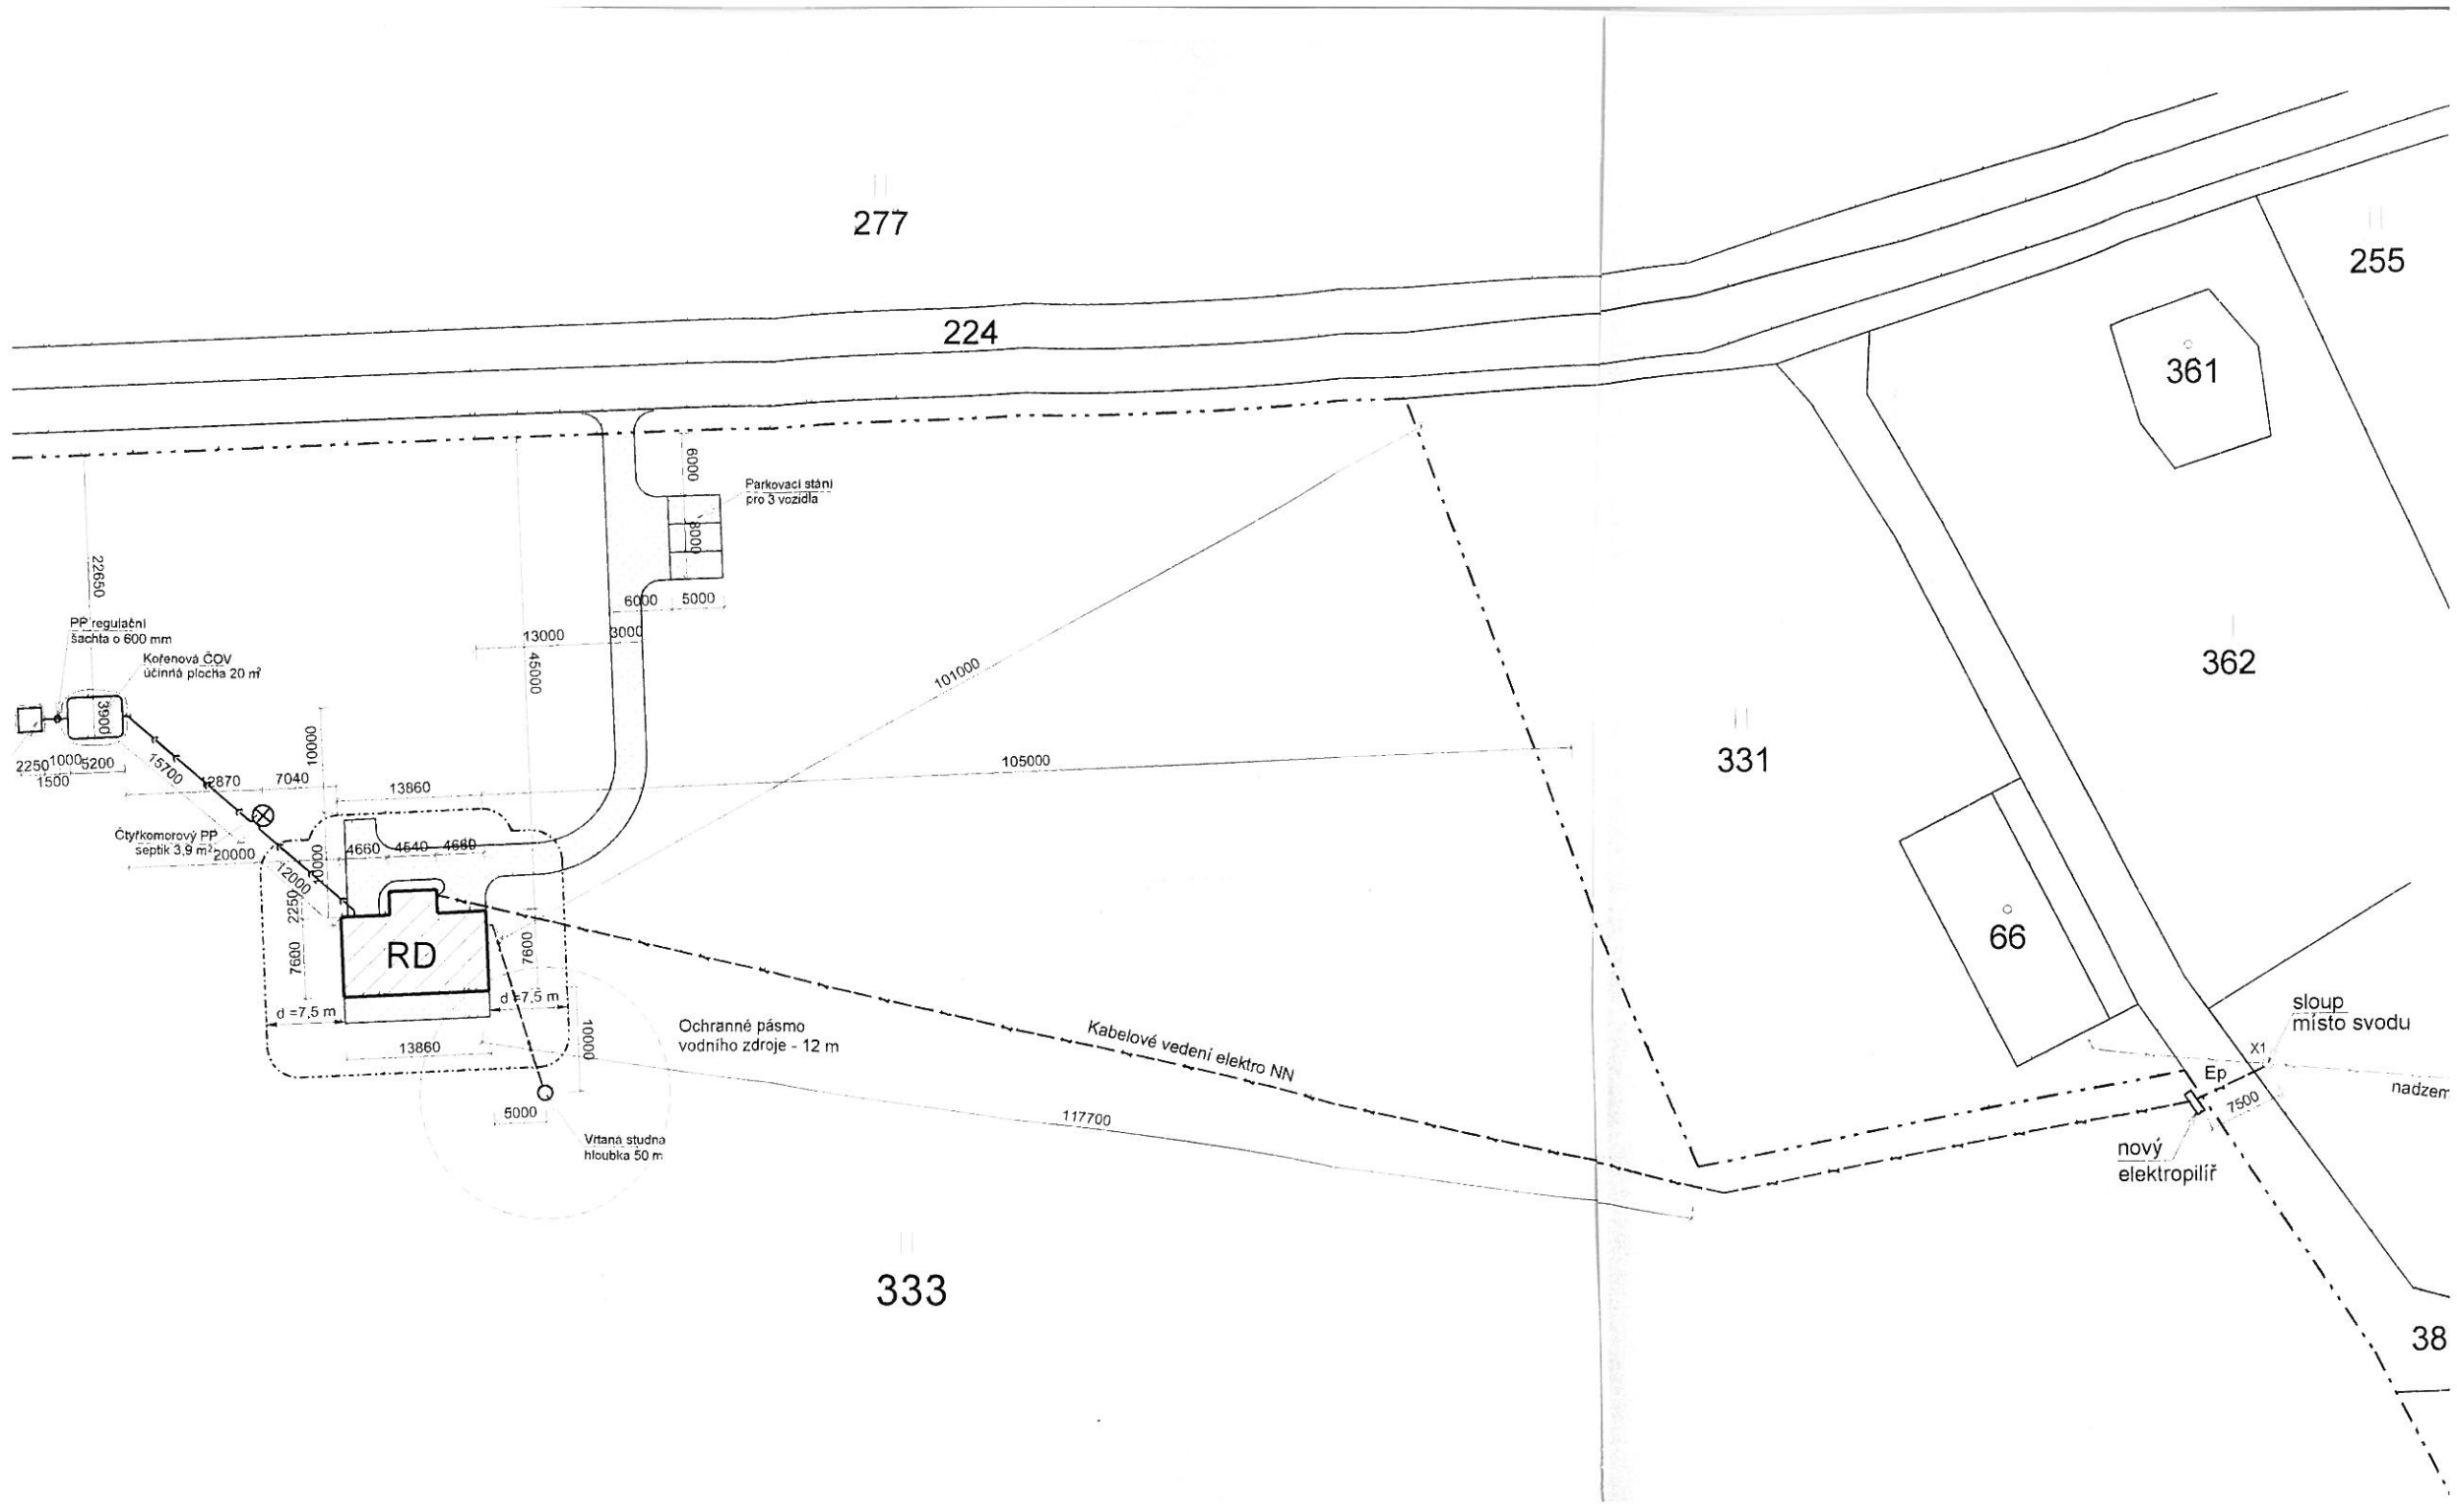 277
224
255
361
362
331
66
333
38
6000
Parkovací stání
pro 3 vozidla
8000
6000
5000
13000
3000
45000
22650
PP regulační
šachta o 600 mm
Kořenová ČOV
účinná plocha 20 m²
3900
2250
1000
5200
1500
15700
12870
7040
10000
13860
105000
101000
Čtyřkomorový PP
septik 3,9 m²
20000
12000
4660
4540
4660
2250
7600
RD
7600
d =7,5 m
d =7,5 m
13860
10000
5000
Ochranné pásmo
vodního zdroje - 12 m
Vrtaná studna
hloubka 50 m
Kabelové vedení elektro NN
117700
sloup
místo svodu
X1
Ep
7500
nadzem
nový
elektropilíř